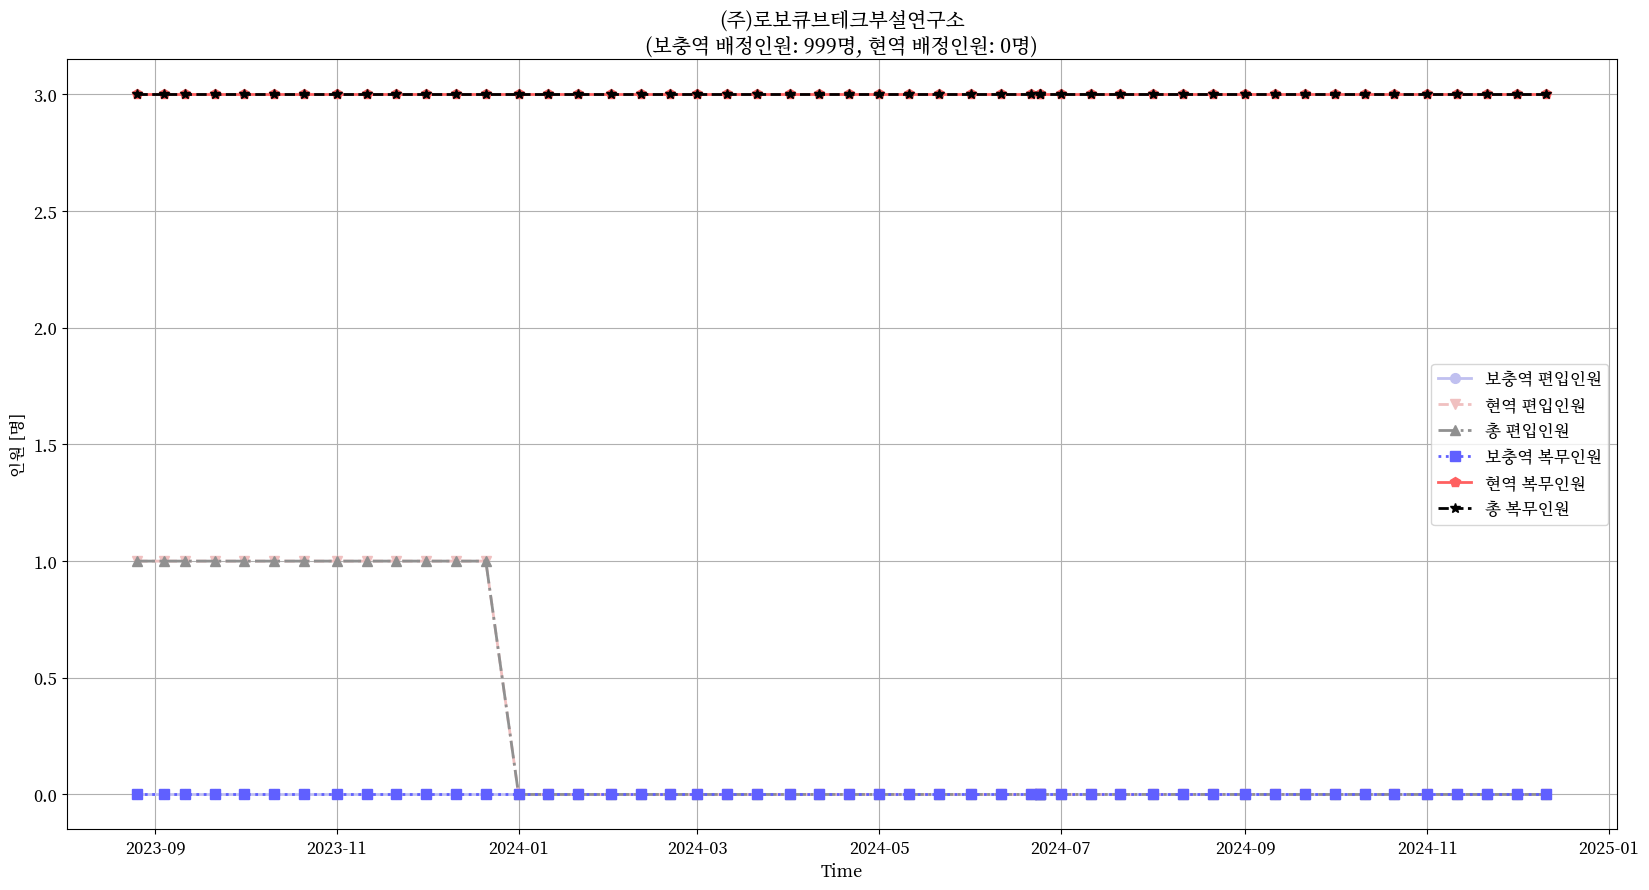 (주)로보큐브테크부설연구소
(보충역 배정인원: 999명, 현역 배정인원: 0명)
3.0
2.5
2.0
1.5
1.0
0.5
0.0
인원 [명]
보충역 편입인원
현역 편입인원
총 편입인원
보충역 복무인원
현역 복무인원
총 복무인원
2023-09
2023-11
2024-01
2024-03
2024-05
2024-07
2024-09
2024-11
2025-01
Time